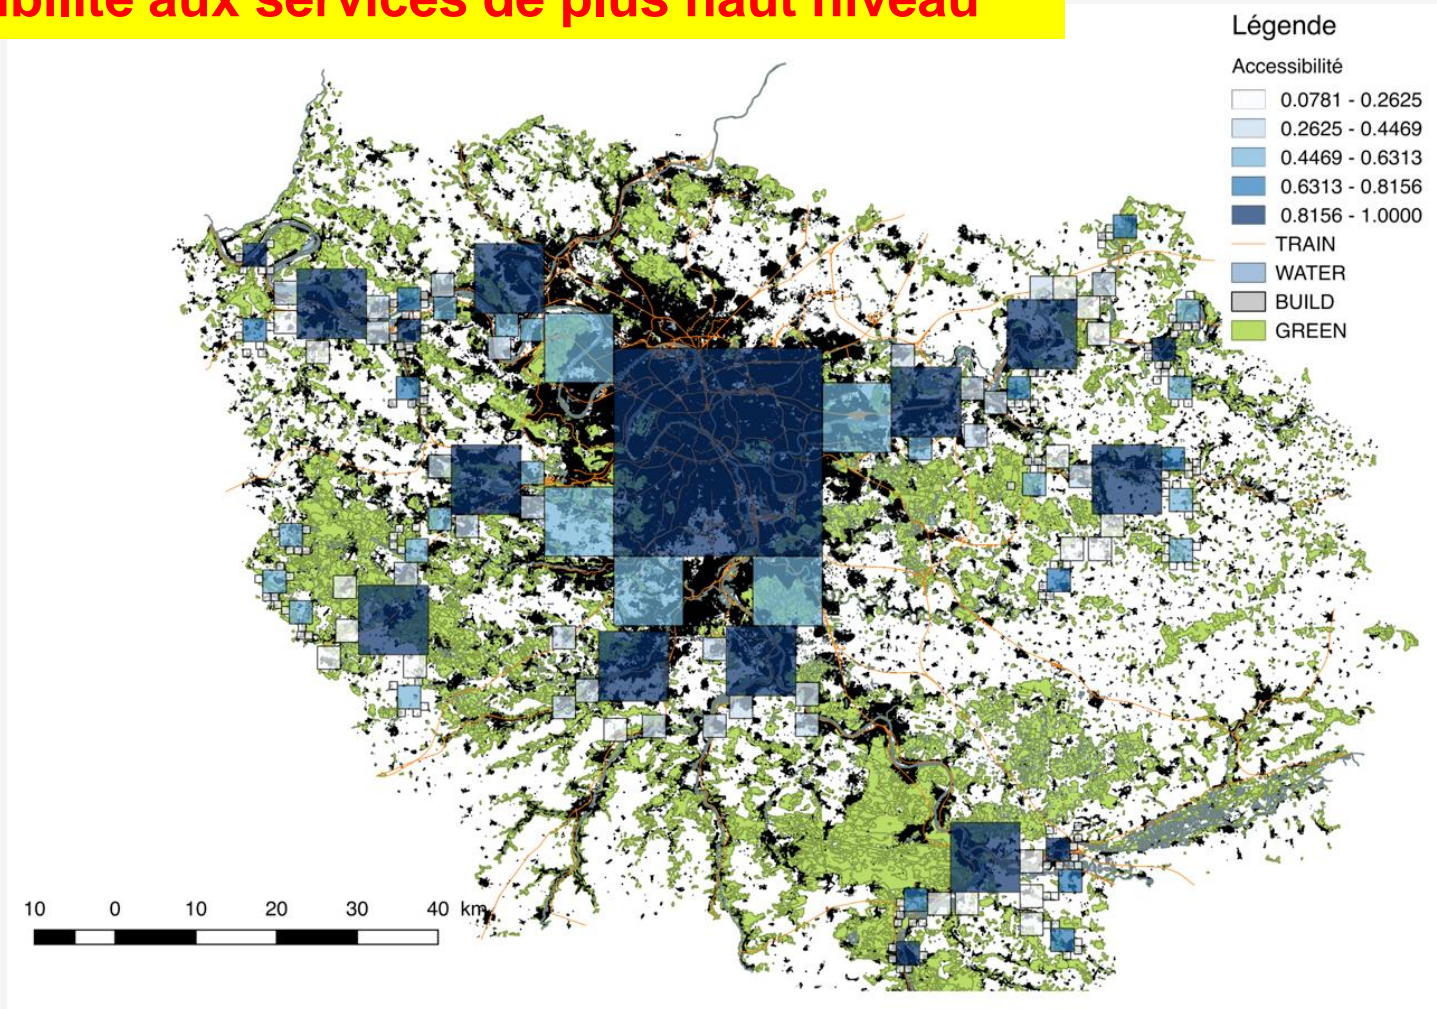 bilité aux services de plus haut niveau
Légende
Accessibilité
0.0781 - 0.2625
0.2625 - 0.4469
0.4469 - 0.6313
0.6313 - 0.8156
0.8156 - 1.0000
TRAIN
WATER
BUILD
GREEN
10 0 10 20 30 40 km